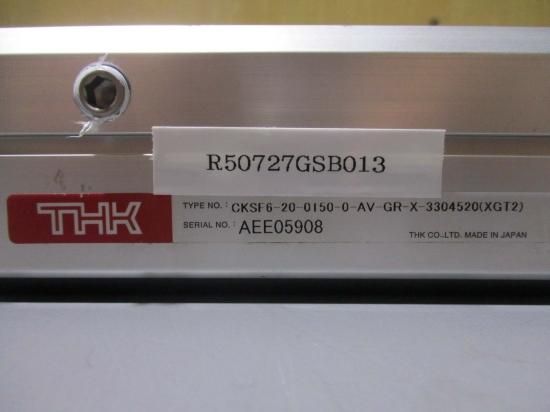 R50727GSB013
THK
TYPE NO.: CKSF6-20-0150-0-AV-GR-X-3304520(XGT2)
SERIAL NO.: AEE05908
THK CO.,LTD. MADE IN JAPAN